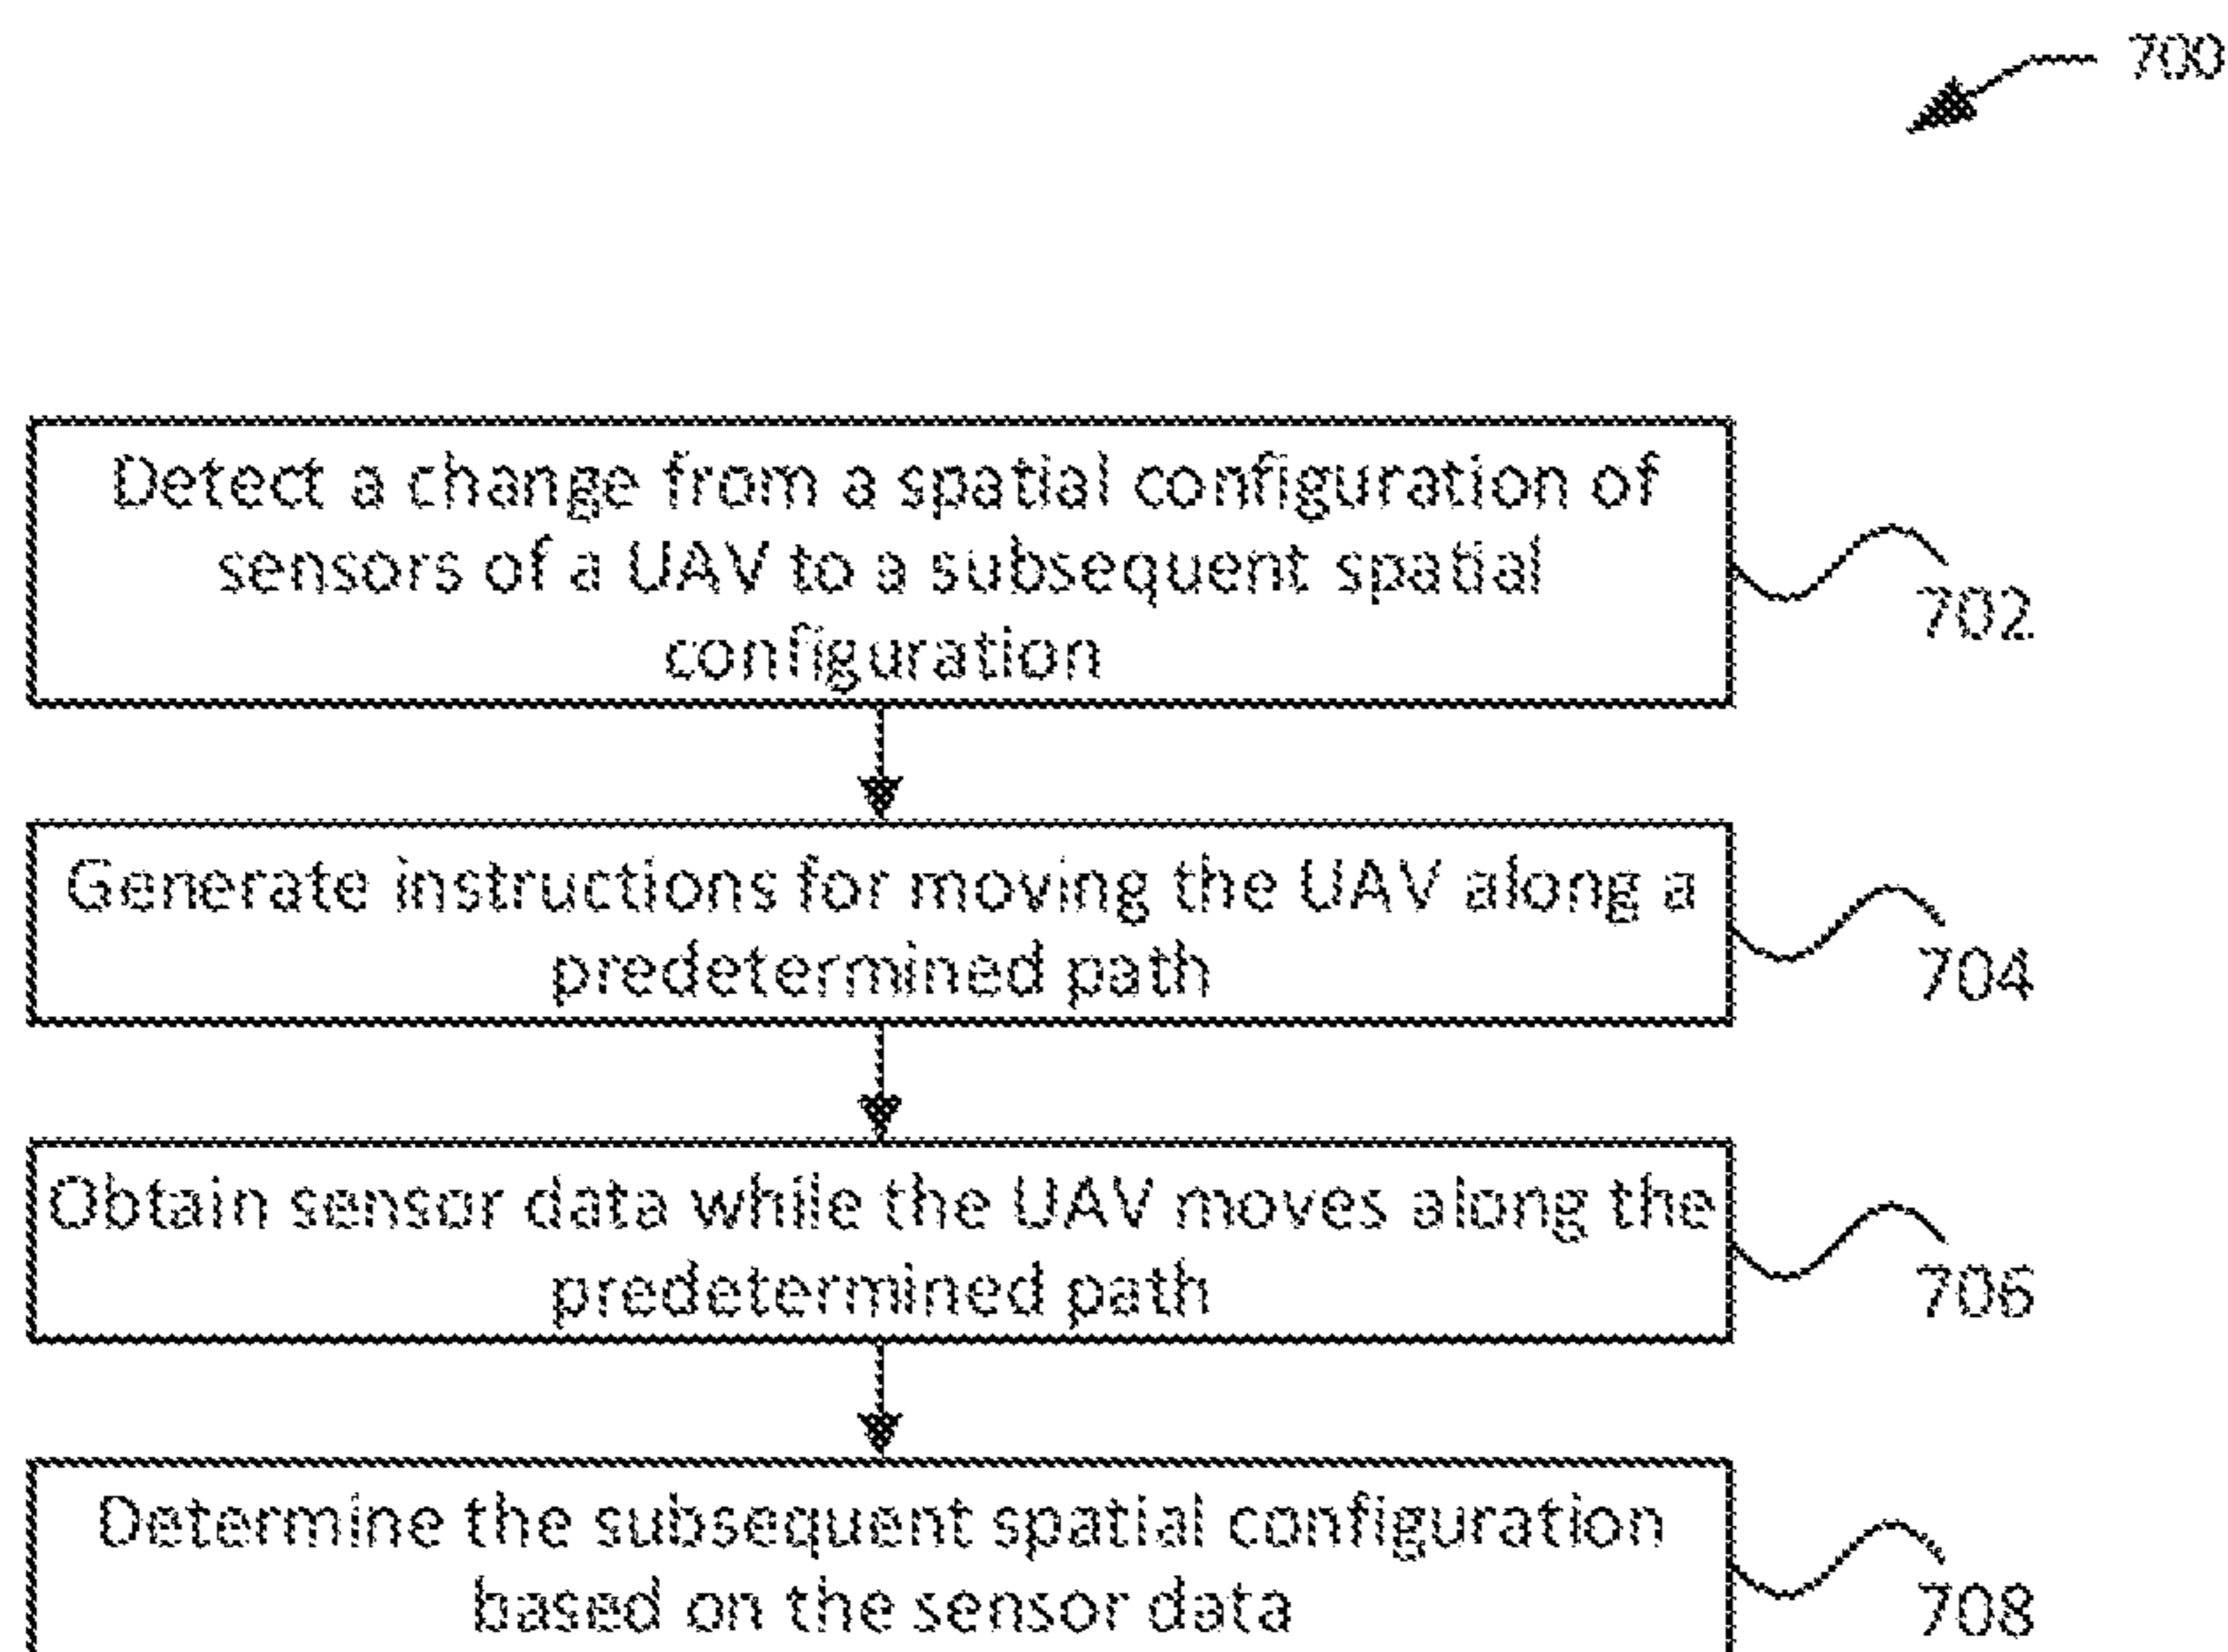 700
Detect a change from a spatial configuration of
sensors of a UAV to a subsequent spatial
configuration
702
Generate instructions for moving the UAV along a
predetermined path
704
Obtain sensor data while the UAV moves along the
predetermined path
706
Determine the subsequent spatial configuration
based on the sensor data
708